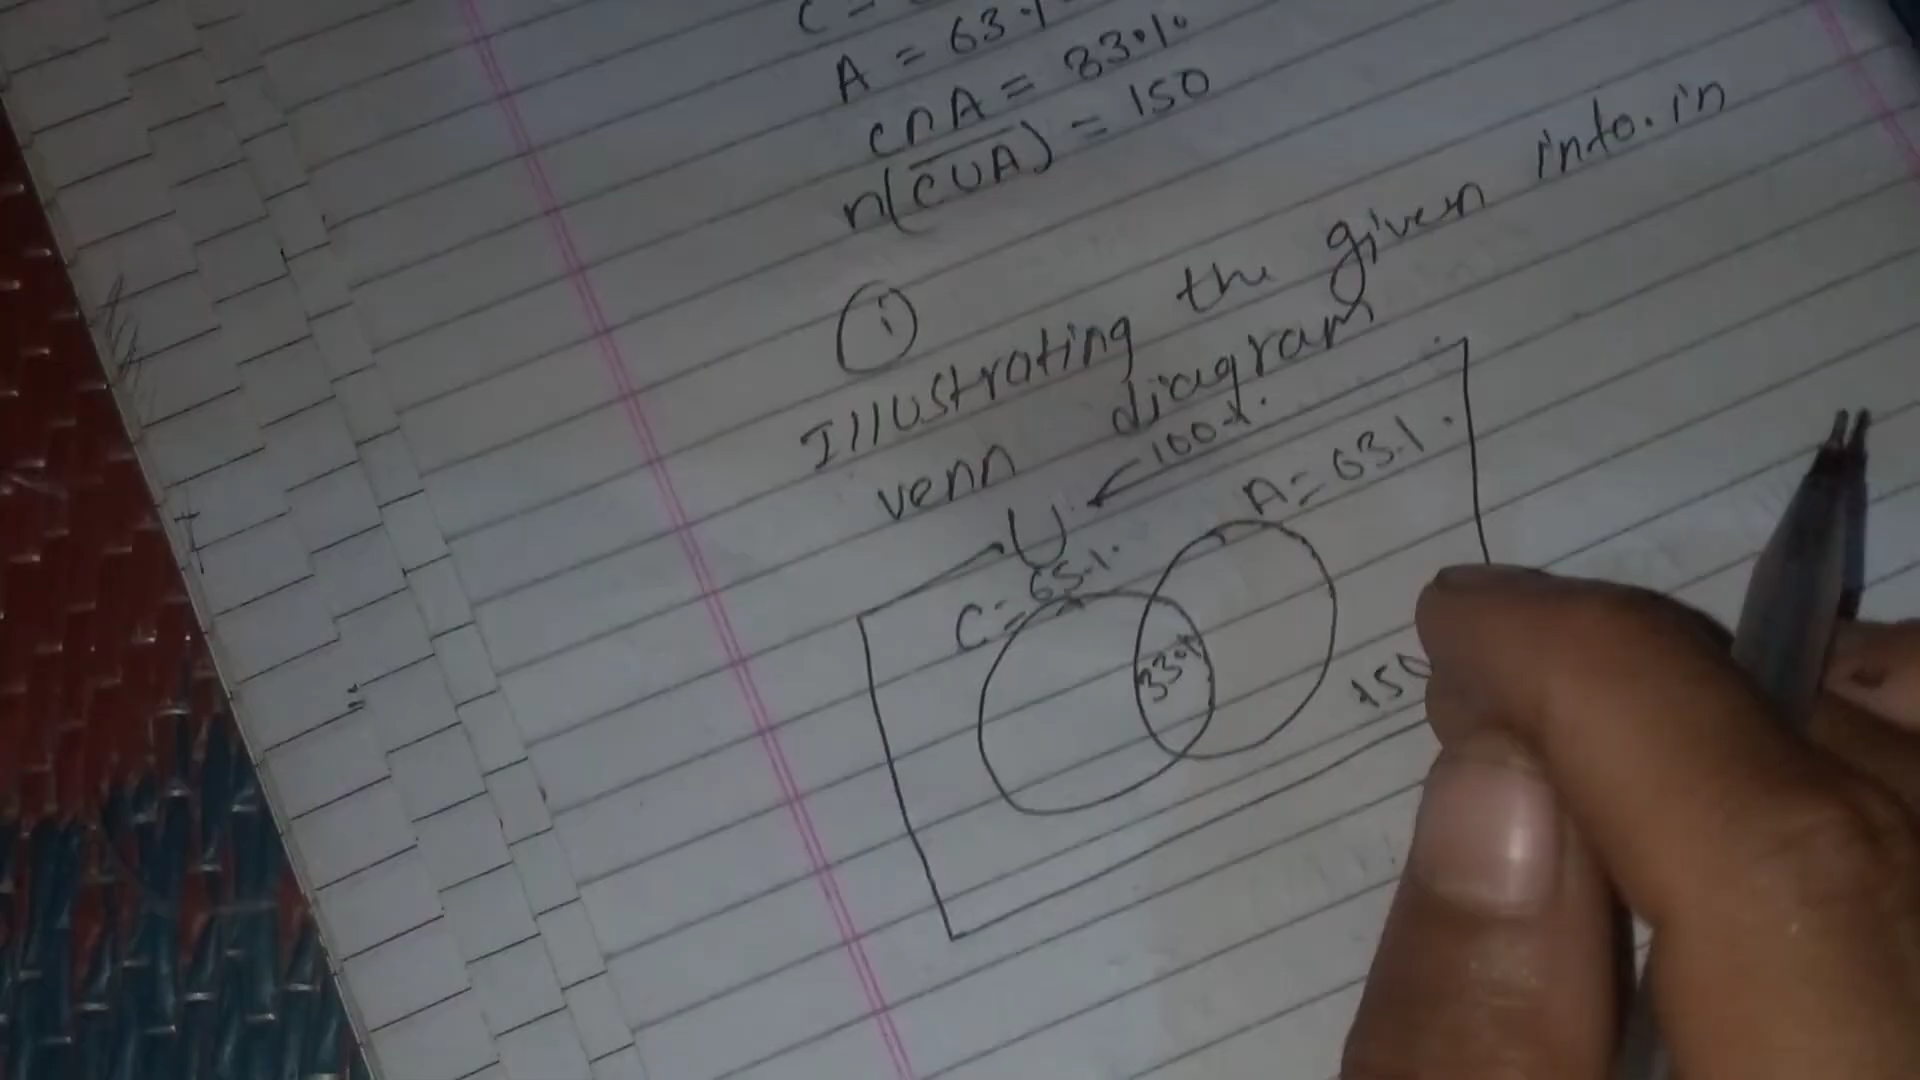 C =
A = 63%
C∩A = 33%
n(C∪A) = 150
i
Illustrating the given info. in
venn diagram
U 100%
C = 65%
A = 63%
33%
150